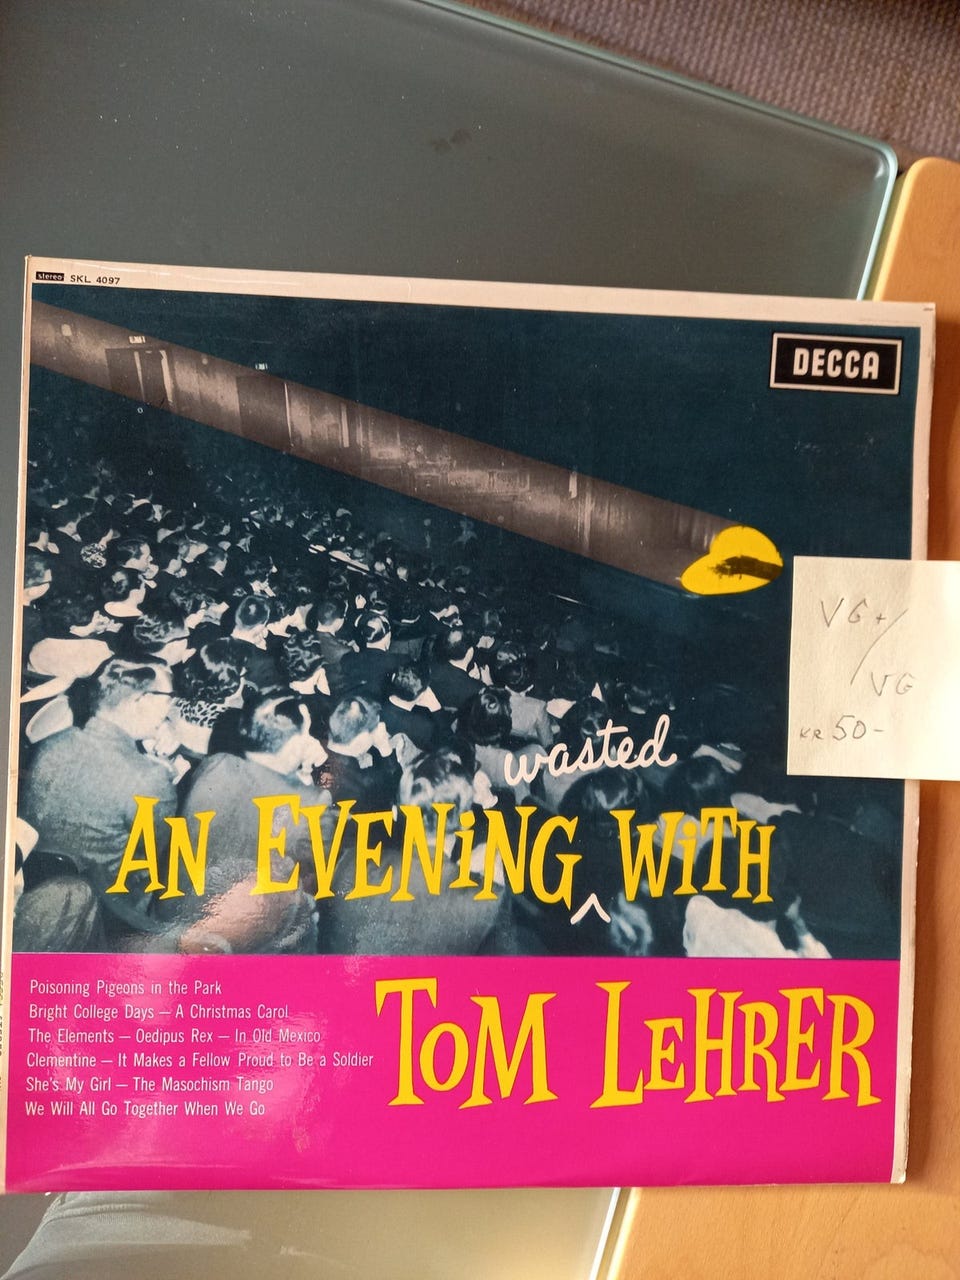 stereo SKL 4097
DECCA
VG+/
VG
KR 50-
wasted
AN EVENiNG ^ WiTH
TOM LEHRER
Poisoning Pigeons in the Park
Bright College Days — A Christmas Carol
The Elements — Oedipus Rex — In Old Mexico
Clementine — It Makes a Fellow Proud to Be a Soldier
She's My Girl — The Masochism Tango
We Will All Go Together When We Go